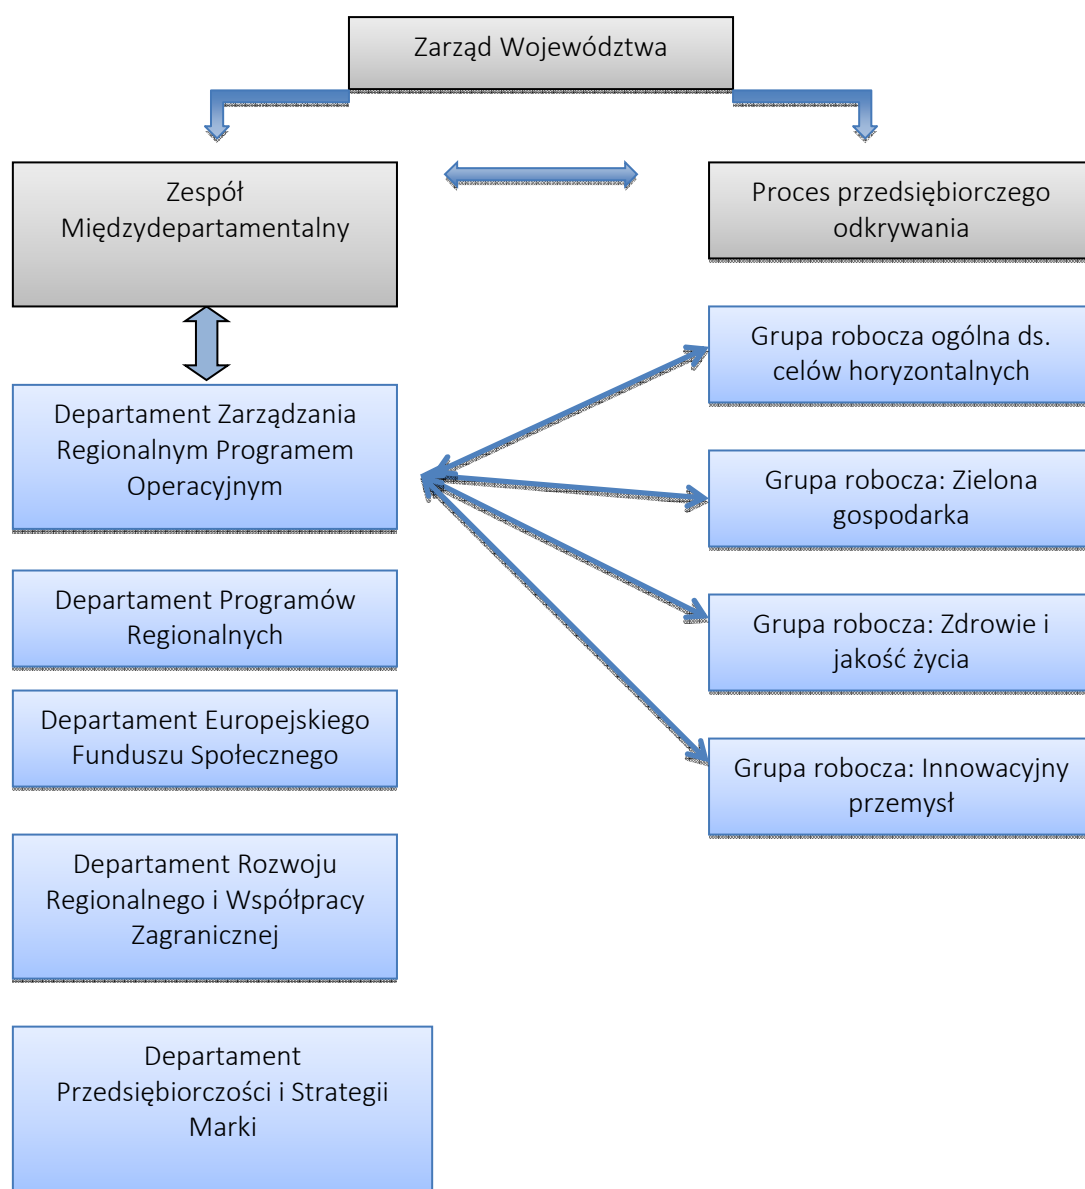 Zarząd Województwa
Zespół
Międzydepartamentalny
Proces przedsiębiorczego
odkrywania
Departament Zarządzania
Regionalnym Programem
Operacyjnym
Departament Programów
Regionalnych
Departament Europejskiego
Funduszu Społecznego
Departament Rozwoju
Regionalnego i Współpracy
Zagranicznej
Departament
Przedsiębiorczości i Strategii
Marki
Grupa robocza ogólna ds.
celów horyzontalnych
Grupa robocza: Zielona
gospodarka
Grupa robocza: Zdrowie i
jakość życia
Grupa robocza: Innowacyjny
przemysł